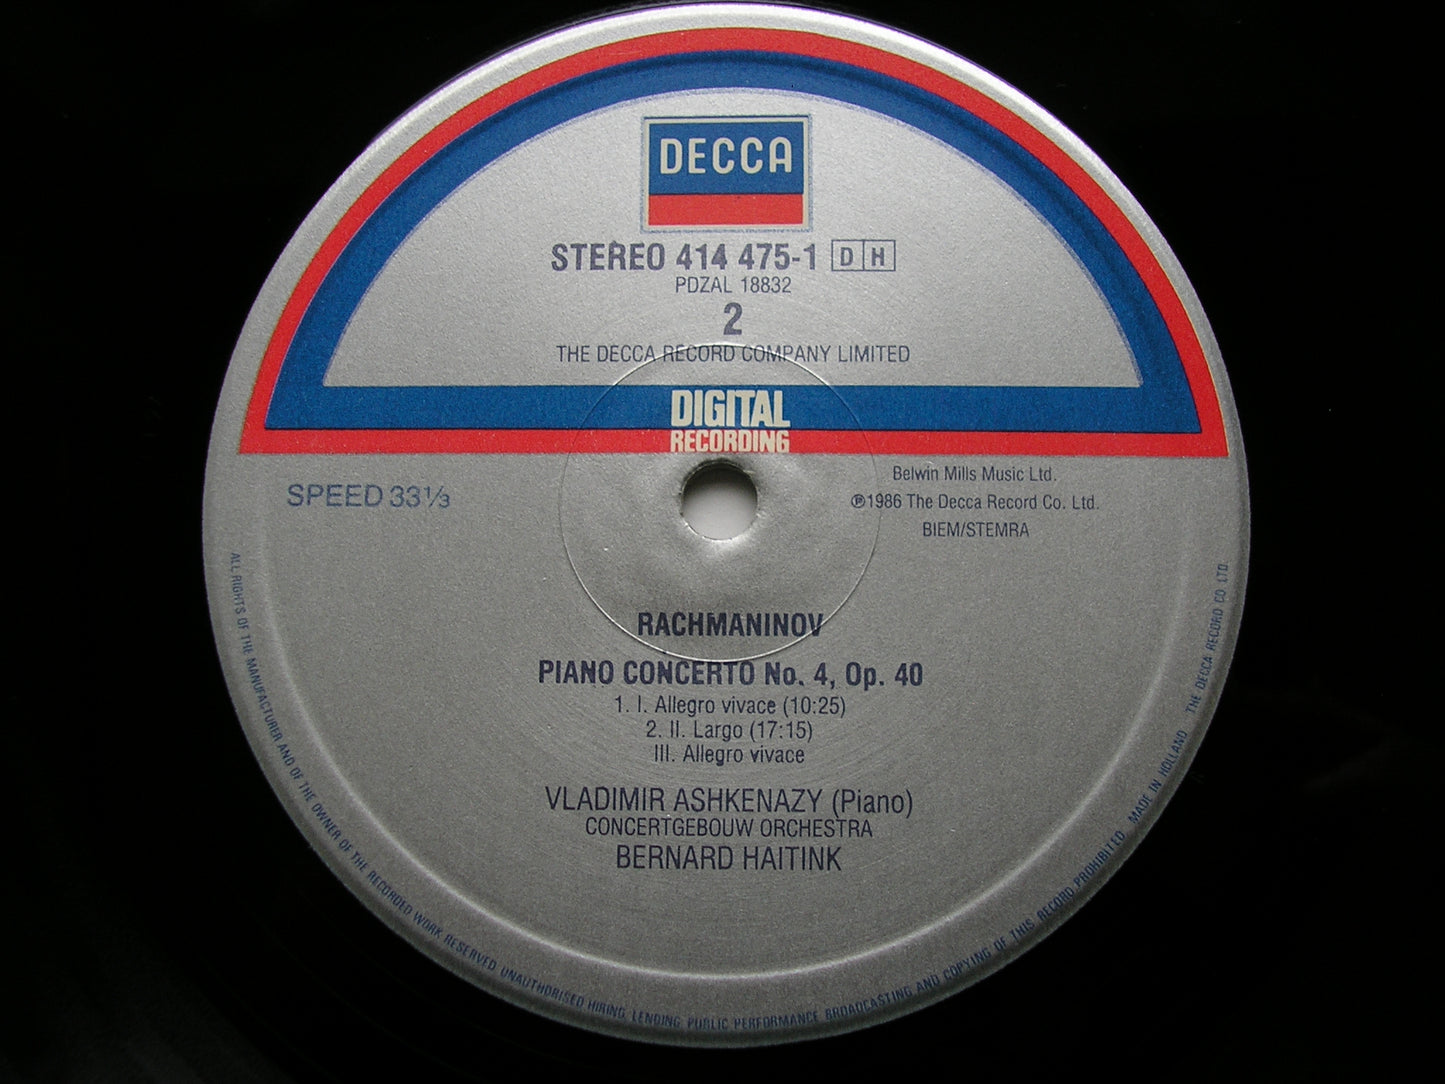 DECCA
STEREO 414 475-1 DH
PDZAL 18832
2
THE DECCA RECORD COMPANY LIMITED
DIGITAL
RECORDING
SPEED 33⅓
Belwin Mills Music Ltd.
℗1986 The Decca Record Co. Ltd.
BIEM/STEMRA
RACHMANINOV
PIANO CONCERTO No. 4, Op. 40
1. I. Allegro vivace (10:25)
2. II. Largo (17:15)
III. Allegro vivace
VLADIMIR ASHKENAZY (Piano)
CONCERTGEBOUW ORCHESTRA
BERNARD HAITINK
ALL RIGHTS OF THE MANUFACTURER AND OF THE OWNER OF THE RECORDED WORK RESERVED UNAUTHORISED HIRING, LENDING, PUBLIC PERFORMANCE BROADCASTING AND COPYING OF THIS RECORD PROHIBITED MADE IN HOLLAND THE DECCA RECORD CO LTD.